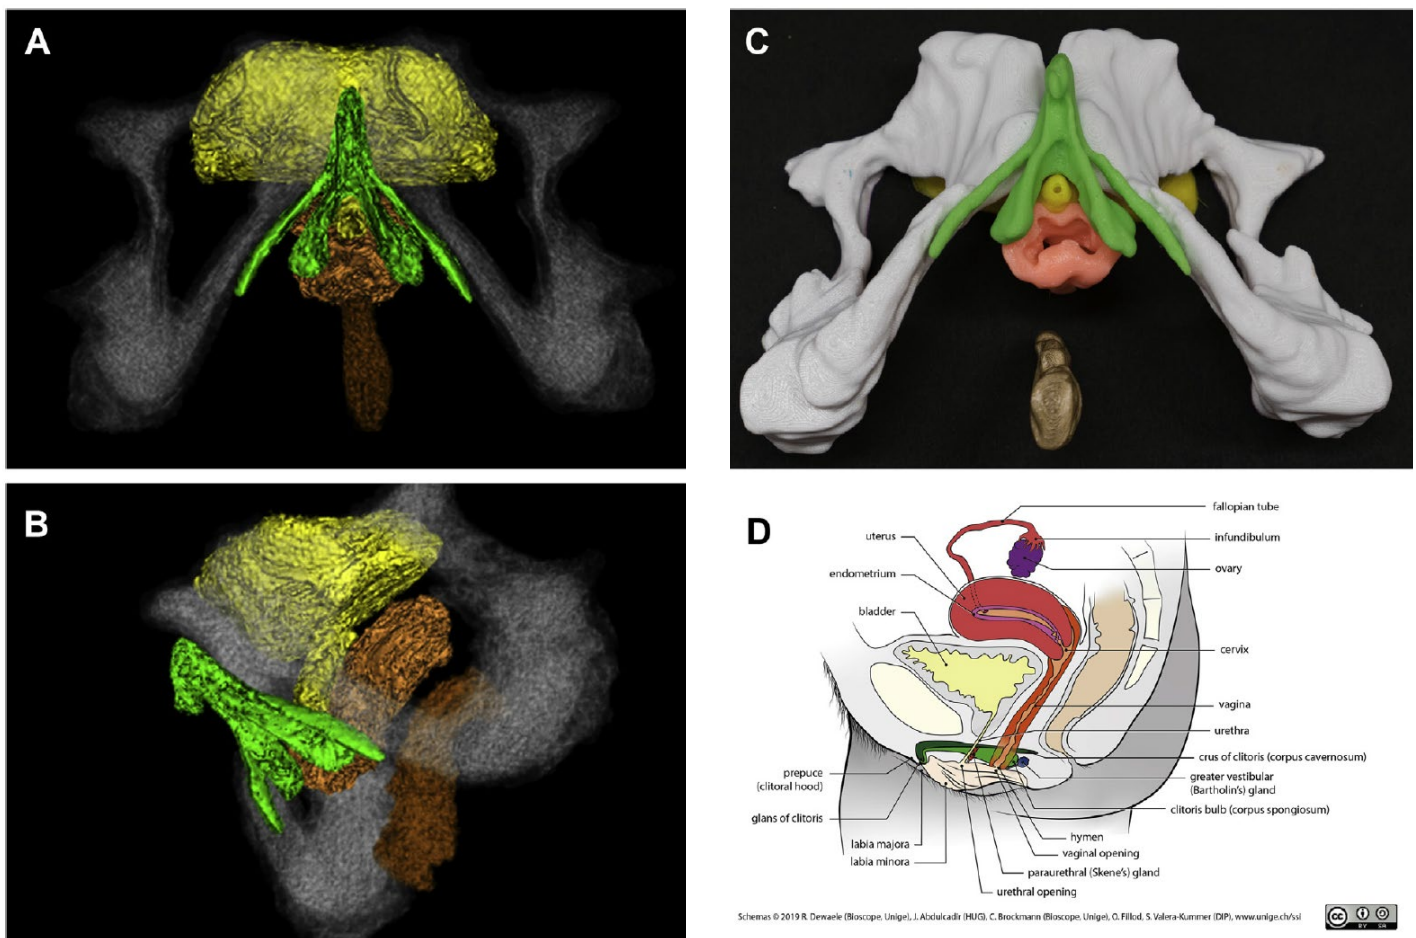 A
C
B
D
fallopian tube
uterus
infundibulum
endometrium
ovary
bladder
cervix
vagina
urethra
crus of clitoris (corpus cavernosum)
prepuce
(clitoral hood)
greater vestibular
(Bartholin's) gland
clitoris bulb (corpus spongiosum)
glans of clitoris
hymen
labia majora
vaginal opening
labia minora
paraurethral (Skene's) gland
urethral opening
Schemas © 2019 R. Dewaele (Bioscope, Unige), J. Abdulcadir (HUG), C. Brockmann (Bioscope, Unige), O. Fillod, S. Valera-Kummer (DIP), www.unige.ch/ssi
cc
BY SA